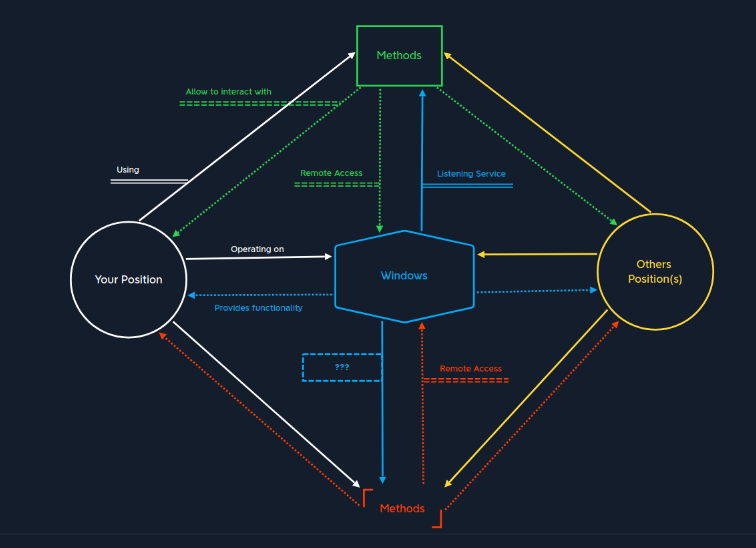 Methods
Allow to interact with
Using
Remote Access
Listening Service
Operating on
Your Position
Windows
Others
Position(s)
Provides functionality
???
Remote Access
Methods